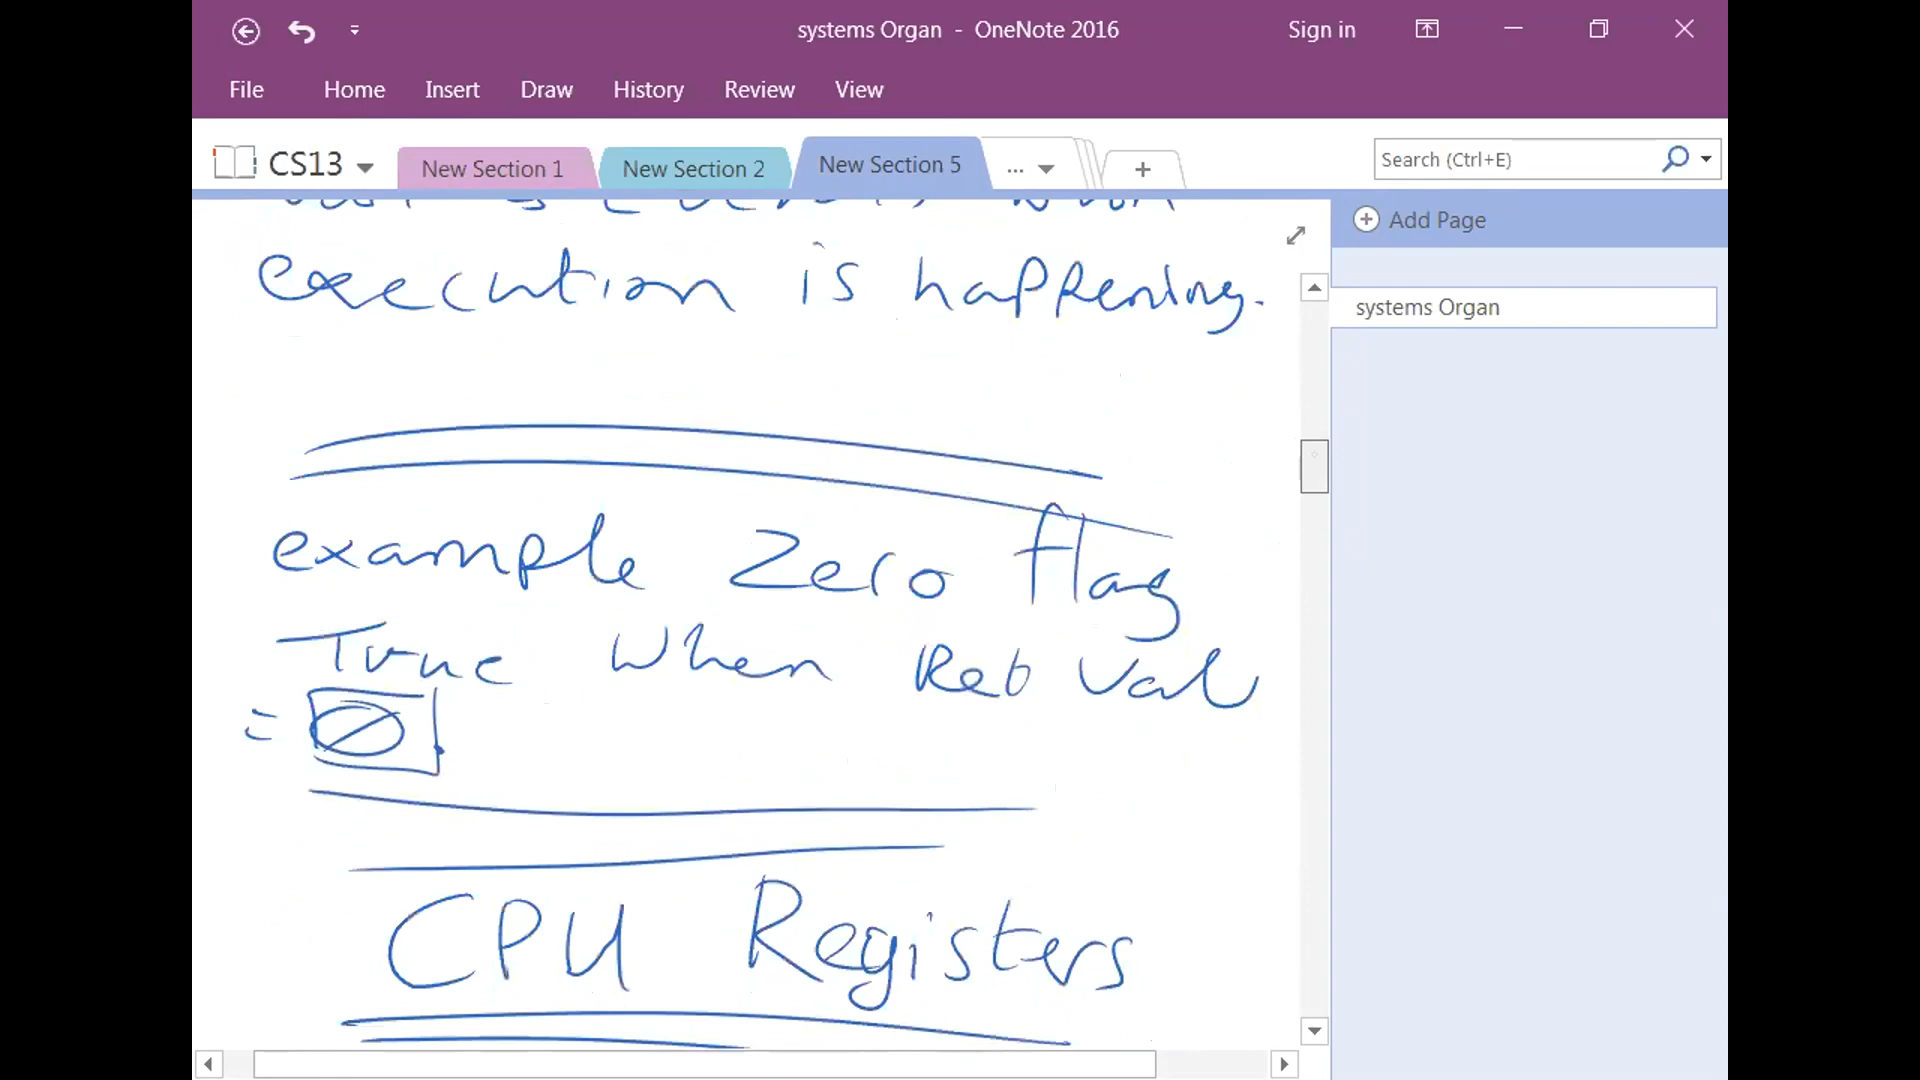 systems Organ - OneNote 2016
Sign in
File Home Insert Draw History Review View
CS13 New Section 1 New Section 2 New Section 5 ... +
Search (Ctrl+E)
Add Page
systems Organ
execution is happening.
example Zero flag
True When Ret Val
= 0
CPU Registers